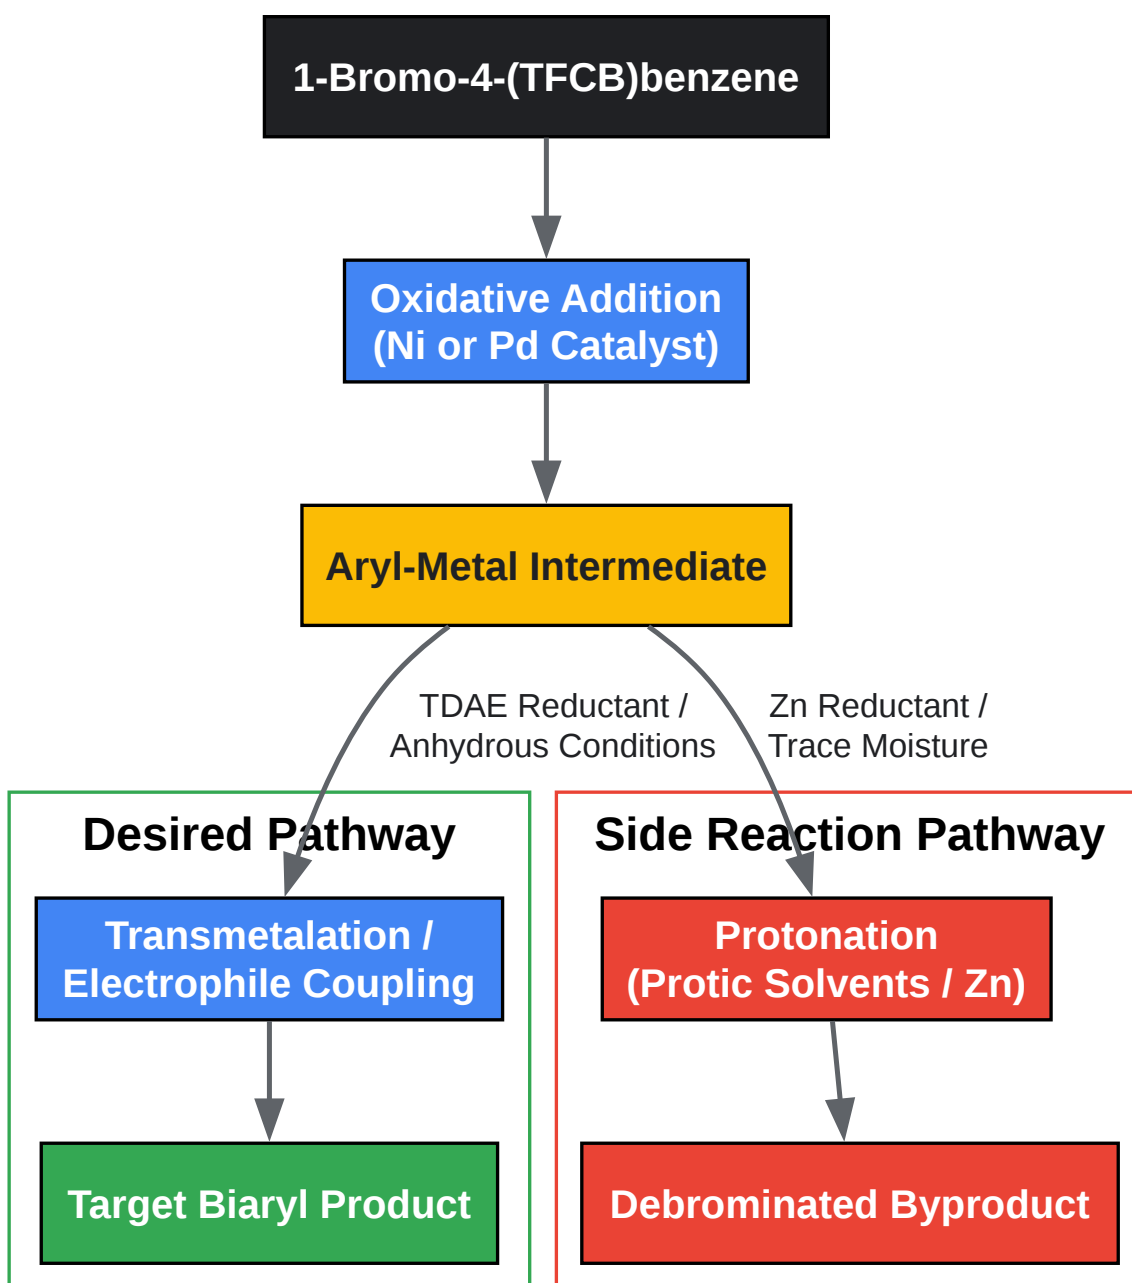 1-Bromo-4-(TFCB)benzene
Oxidative Addition
(Ni or Pd Catalyst)
Aryl-Metal Intermediate
TDAE Reductant /
Anhydrous Conditions
Zn Reductant /
Trace Moisture
Desired Pathway
Transmetalation /
Electrophile Coupling
Target Biaryl Product
Side Reaction Pathway
Protonation
(Protic Solvents / Zn)
Debrominated Byproduct